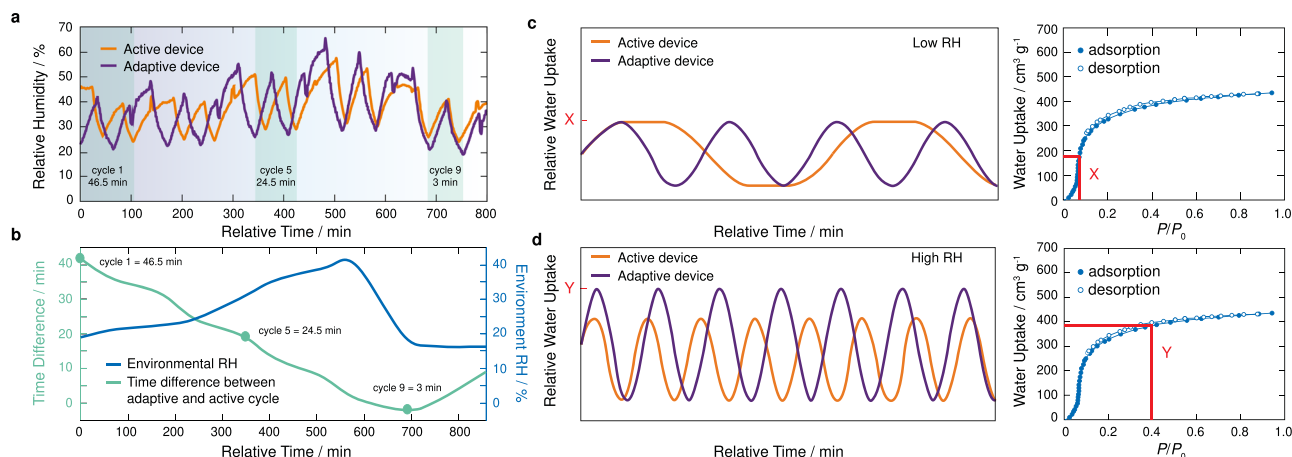 a
Relative Humidity / %
70
60
50
40
30
20
10
0
Active device
Adaptive device
cycle 1
46.5 min
cycle 5
24.5 min
cycle 9
3 min
0 100 200 300 400 500 600 700 800
Relative Time / min
b
Time Difference / min
40
30
20
10
0
cycle 1 = 46.5 min
cycle 5 = 24.5 min
cycle 9 = 3 min
Environmental RH
Time difference between
adaptive and active cycle
40
30
20
10
0
Environment RH / %
0 100 200 300 400 500 600 700 800
Relative Time / min
c
Relative Water Uptake
X
Active device
Adaptive device
Low RH
Relative Time / min
Water Uptake / cm³ g⁻¹
700
600
500
400
300
200
100
0
adsorption
desorption
X
0 0.2 0.4 0.6 0.8 1.0
P/P₀
d
Relative Water Uptake
Y
Active device
Adaptive device
High RH
Relative Time / min
Water Uptake / cm³ g⁻¹
700
600
500
400
300
200
100
0
adsorption
desorption
Y
0 0.2 0.4 0.6 0.8 1.0
P/P₀